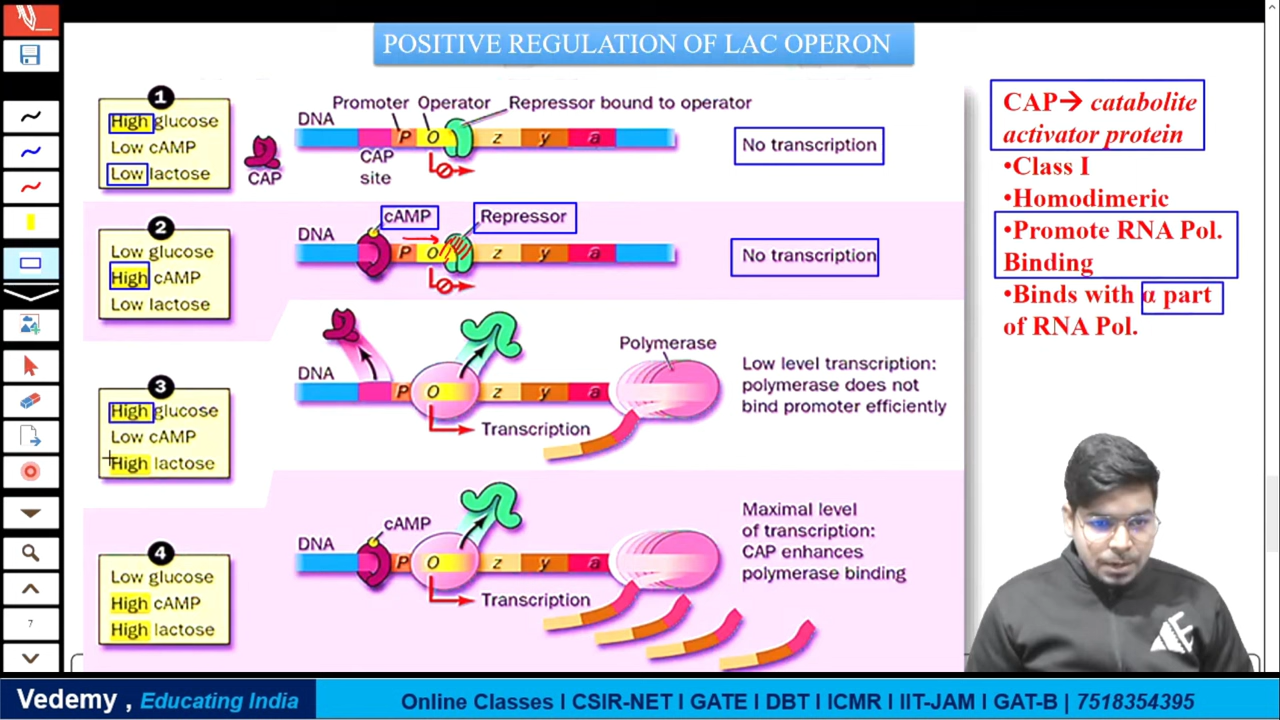 POSITIVE REGULATION OF LAC OPERON
1
High glucose
Low cAMP
Low lactose
CAP
DNA
Promoter
Operator
Repressor bound to operator
P
O
z
y
a
CAP
site
No transcription
2
Low glucose
High cAMP
Low lactose
DNA
cAMP
Repressor
P
O
z
y
a
No transcription
3
High glucose
Low cAMP
High lactose
DNA
P
O
z
y
a
Polymerase
Transcription
Low level transcription:
polymerase does not
bind promoter efficiently
4
Low glucose
High cAMP
High lactose
DNA
cAMP
P
O
z
y
a
Transcription
Maximal level
of transcription:
CAP enhances
polymerase binding
CAP→ catabolite
activator protein
•Class I
•Homodimeric
•Promote RNA Pol.
Binding
•Binds with α part
of RNA Pol.
7
Vedemy , Educating India
Online Classes I CSIR-NET I GATE I DBT I ICMR I IIT-JAM I GAT-B | 7518354395